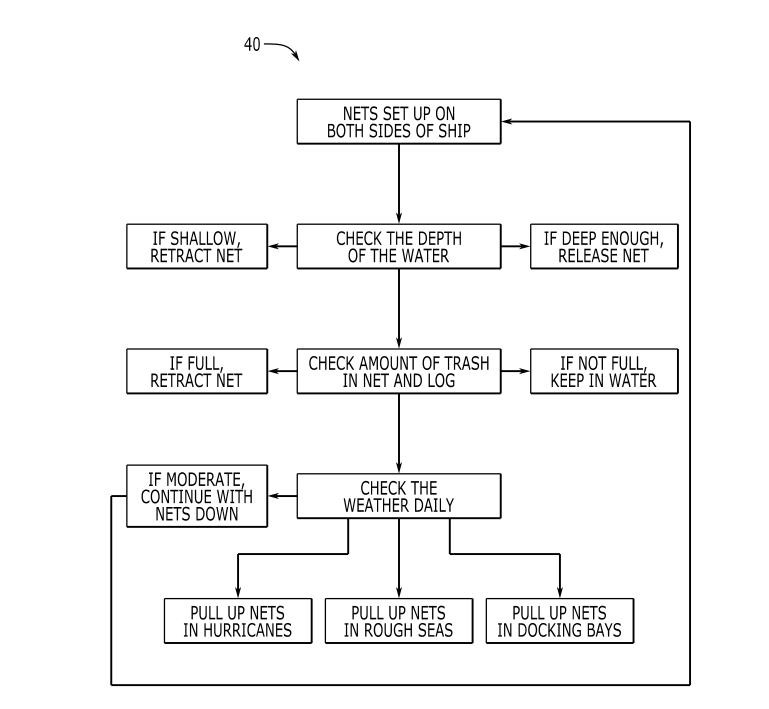 40
NETS SET UP ON
BOTH SIDES OF SHIP
IF SHALLOW,
RETRACT NET
CHECK THE DEPTH
OF THE WATER
IF DEEP ENOUGH,
RELEASE NET
IF FULL,
RETRACT NET
CHECK AMOUNT OF TRASH
IN NET AND LOG
IF NOT FULL,
KEEP IN WATER
IF MODERATE,
CONTINUE WITH
NETS DOWN
CHECK THE
WEATHER DAILY
PULL UP NETS
IN HURRICANES
PULL UP NETS
IN ROUGH SEAS
PULL UP NETS
IN DOCKING BAYS